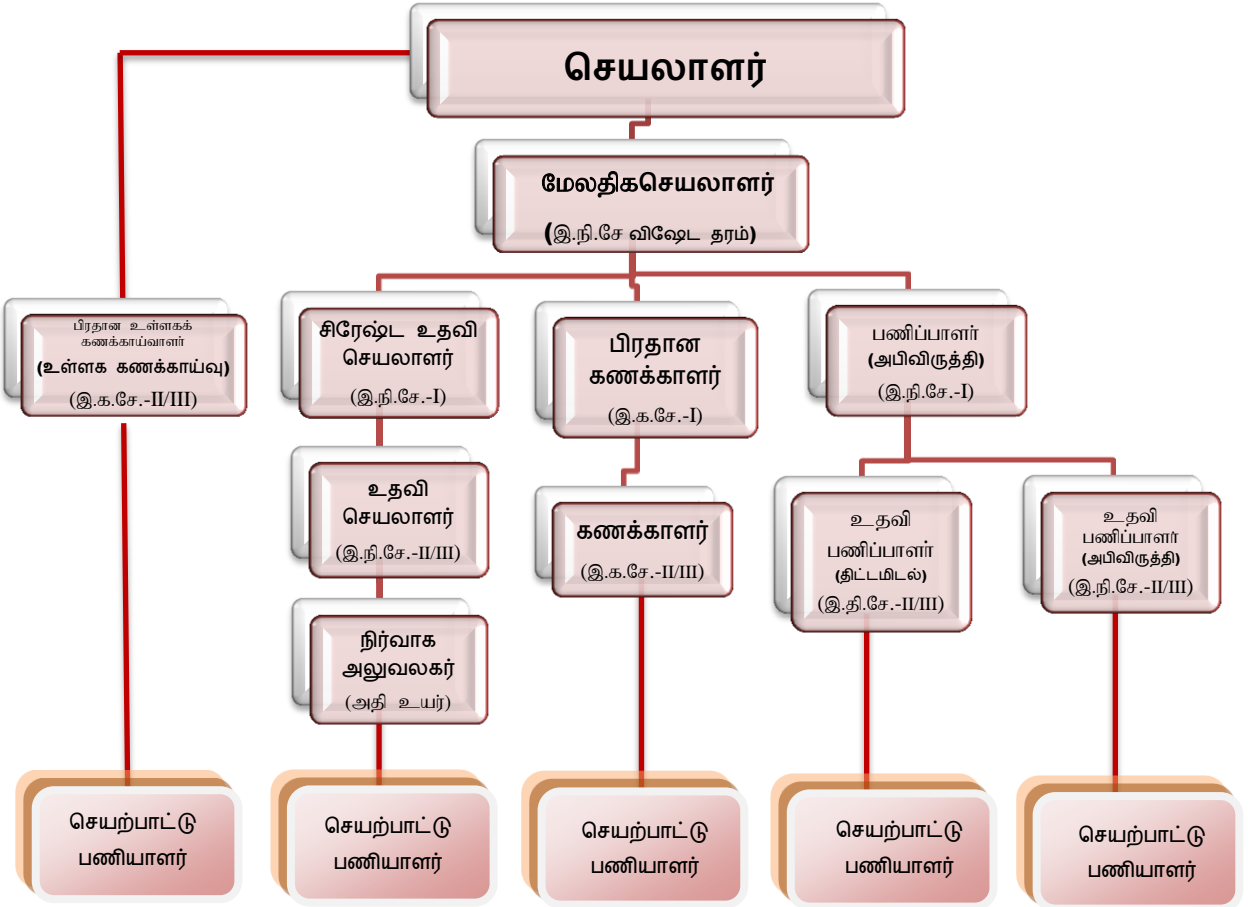 செயலாளர்
மேலதிகசெயலாளர்
(இ.நி.சே விஷேட தரம்)
பிரதான உள்ளகக்
கணக்காய்வாளர்
(உள்ளக கணக்காய்வு)
(இ.க.சே.-II/III)
சிரேஷ்ட உதவி
செயலாளர்
(இ.நி.சே.-I)
பிரதான
கணக்காளர்
(இ.க.சே.-I)
பணிப்பாளர்
(அபிவிருத்தி)
(இ.நி.சே.-I)
உதவி
செயலாளர்
(இ.நி.சே.-II/III)
கணக்காளர்
(இ.க.சே.-II/III)
உதவி
பணிப்பாளர்
(திட்டமிடல்)
(இ.தி.சே.-II/III)
உதவி
பணிப்பாளர்
(அபிவிருத்தி)
(இ.நி.சே.-II/III)
நிர்வாக
அலுவலகர்
(அதி உயர்)
செயற்பாட்டு
பணியாளர்
செயற்பாட்டு
பணியாளர்
செயற்பாட்டு
பணியாளர்
செயற்பாட்டு
பணியாளர்
செயற்பாட்டு
பணியாளர்